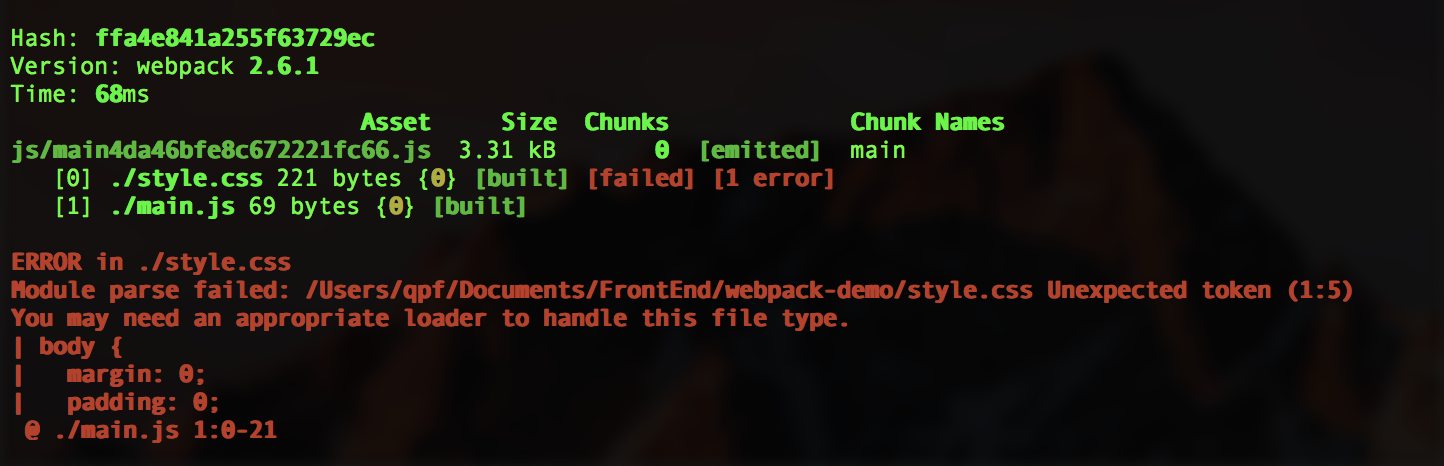 Hash: ffa4e841a255f63729ec
Version: webpack 2.6.1
Time: 68ms
Asset Size Chunks Chunk Names
js/main4da46bfe8c672221fc66.js 3.31 kB 0 [emitted] main
[0] ./style.css 221 bytes {0} [built] [failed] [1 error]
[1] ./main.js 69 bytes {0} [built]
ERROR in ./style.css
Module parse failed: /Users/qpf/Documents/FrontEnd/webpack-demo/style.css Unexpected token (1:5)
You may need an appropriate loader to handle this file type.
| body {
|   margin: 0;
|   padding: 0;
@ ./main.js 1:0-21